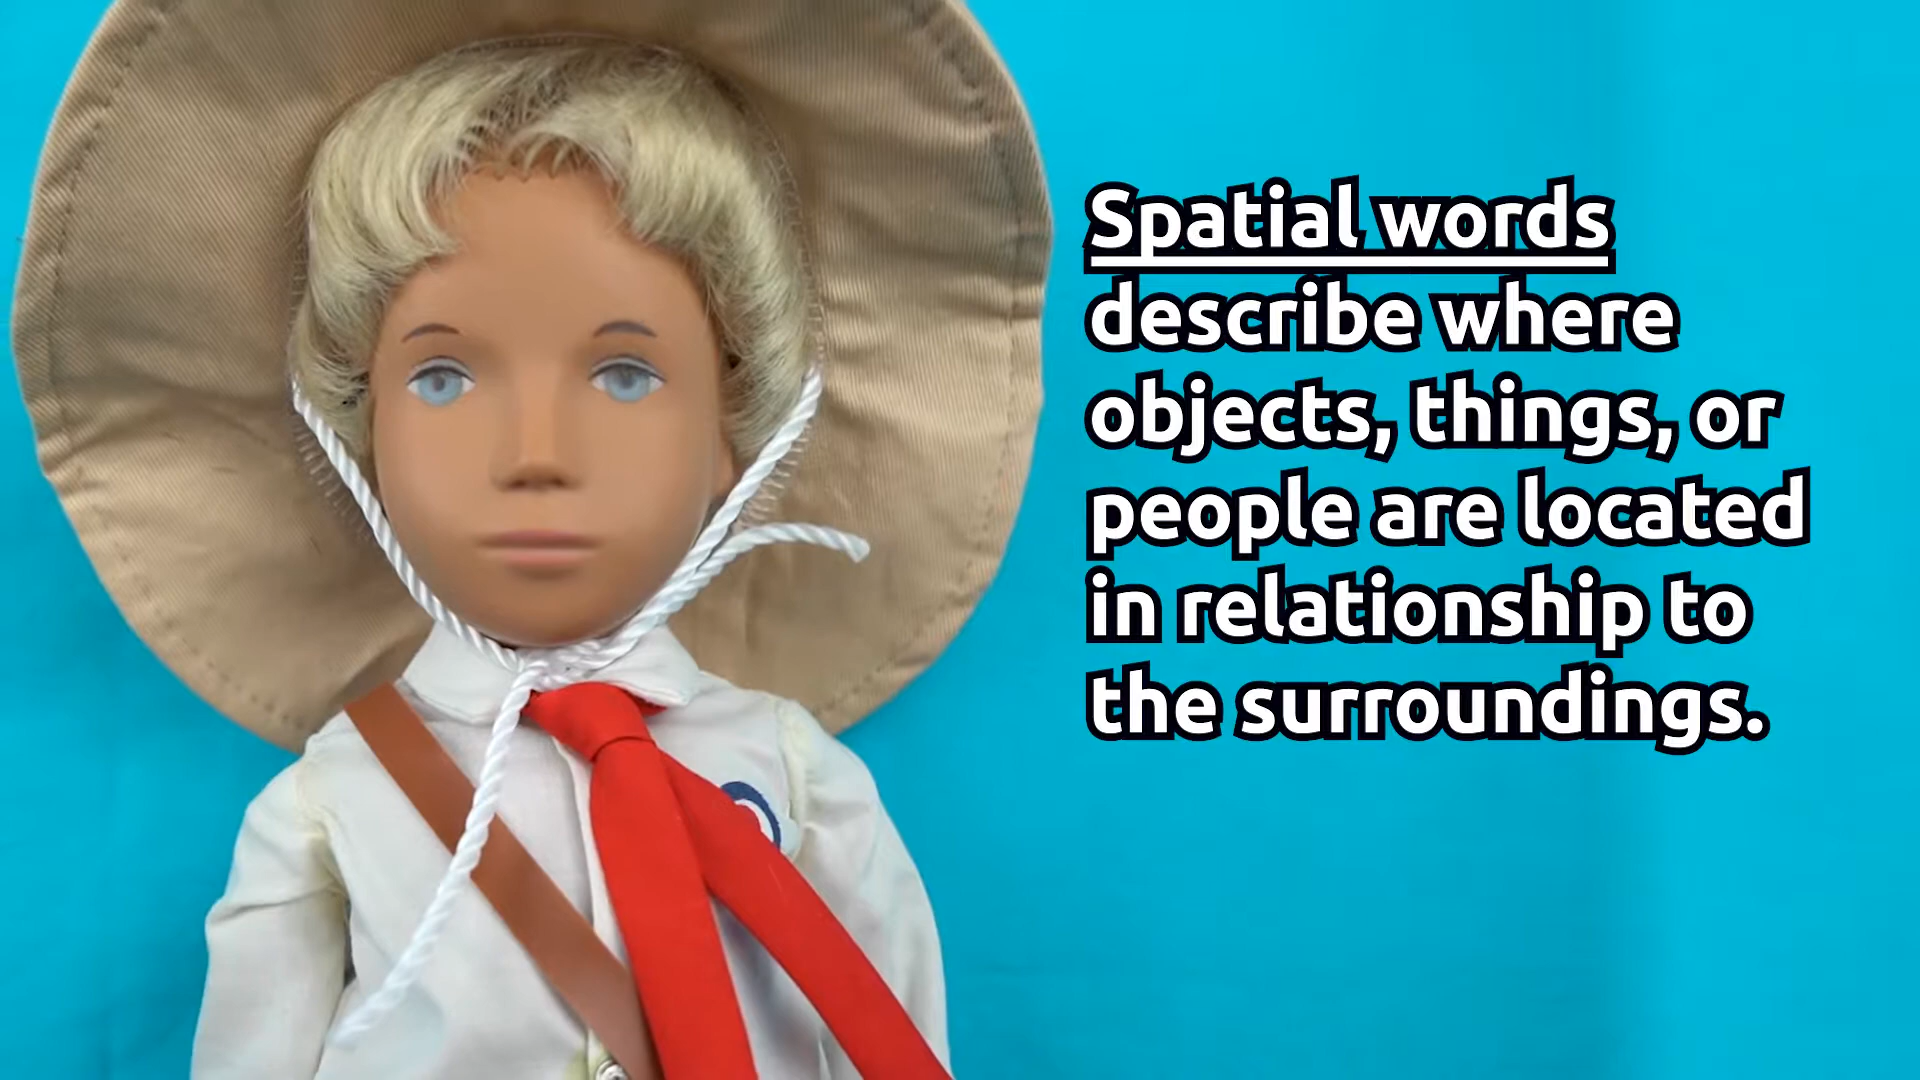 Spatial words
describe where
objects, things, or
people are located
in relationship to
the surroundings.